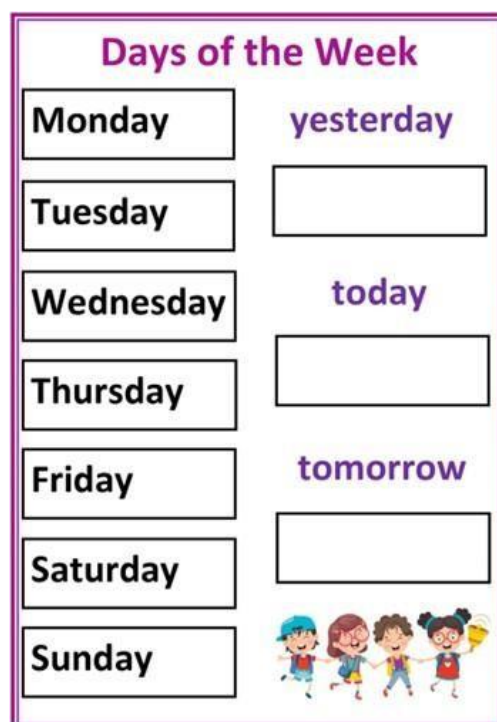 Days of the Week
Monday
Tuesday
Wednesday
Thursday
Friday
Saturday
Sunday
yesterday
today
tomorrow